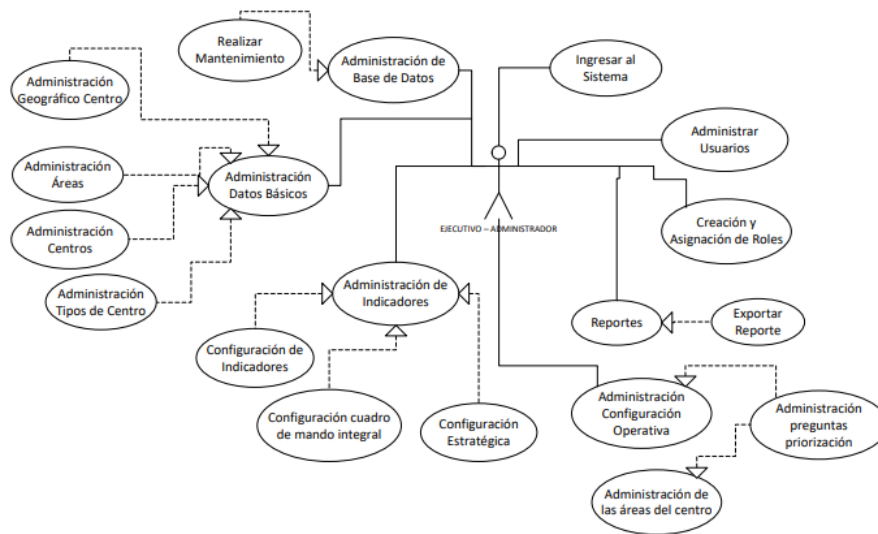 Realizar
Mantenimiento
Administración de
Base de Datos
Ingresar al
Sistema
Administración
Geográfico Centro
Administrar
Usuarios
Administración
Áreas
Administración
Datos Básicos
Administración
Centros
Creación y
Asignación de Roles
EJECUTIVO – ADMINISTRADOR
Administración
Tipos de Centro
Administración de
Indicadores
Reportes
Exportar
Reporte
Configuración de
Indicadores
Configuración cuadro
de mando integral
Configuración
Estratégica
Administración
Configuración
Operativa
Administración
preguntas
priorización
Administración de
las áreas del centro